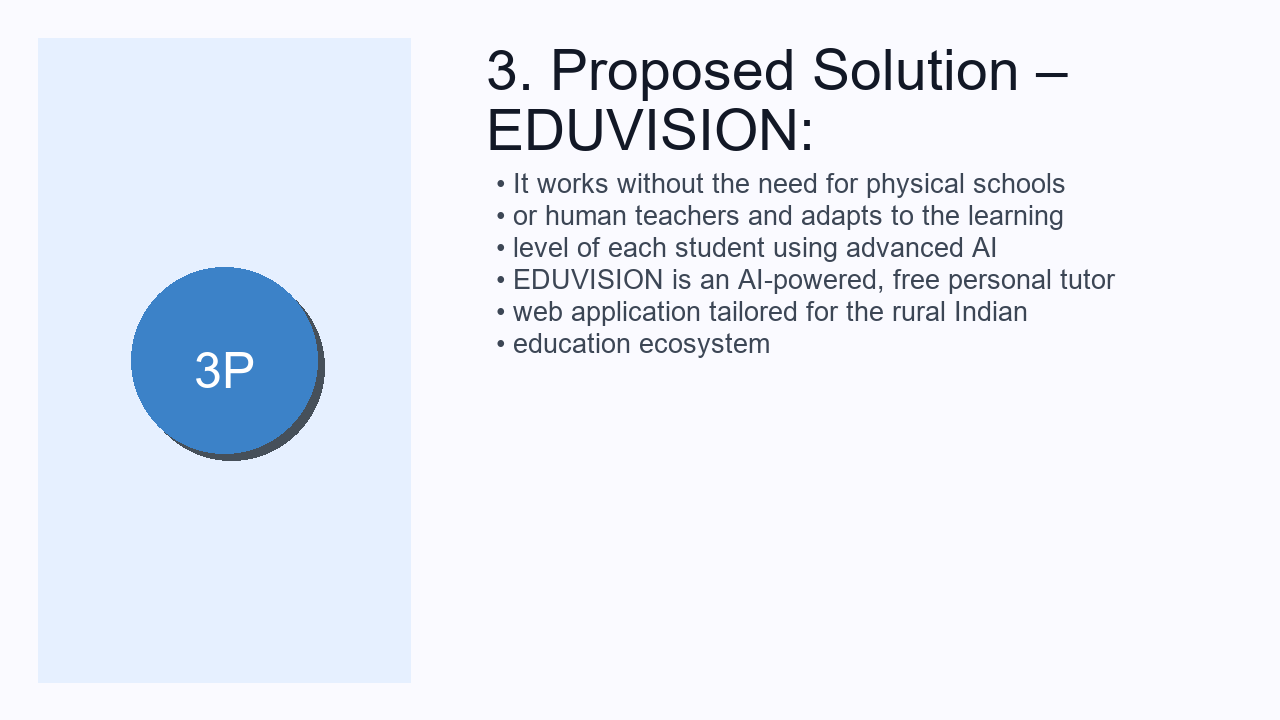 3P
3. Proposed Solution –
EDUVISION:
• It works without the need for physical schools
• or human teachers and adapts to the learning
• level of each student using advanced AI
• EDUVISION is an AI-powered, free personal tutor
• web application tailored for the rural Indian
• education ecosystem